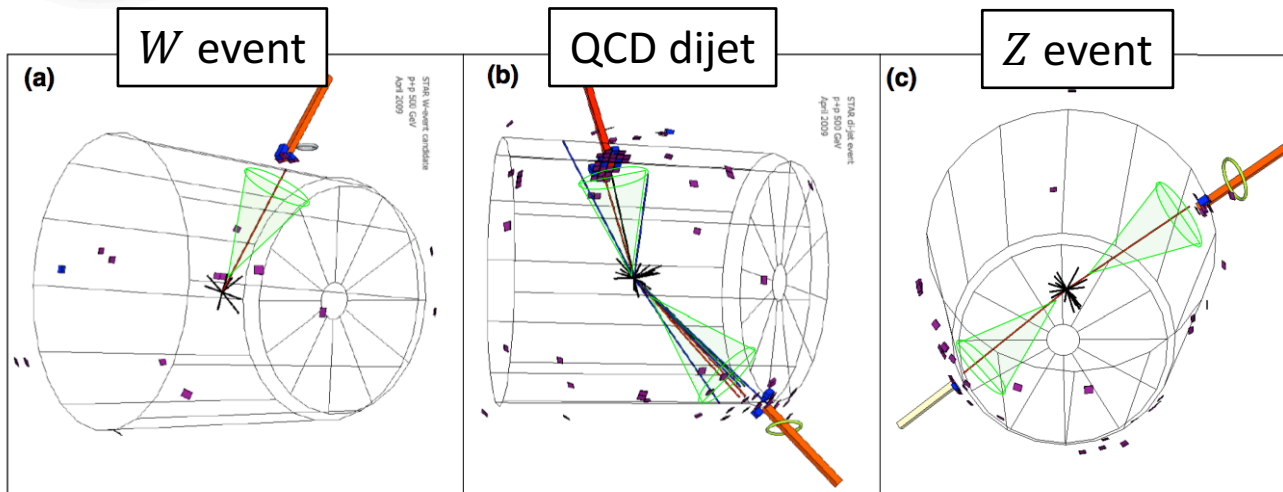 W event
QCD dijet
Z event
(a)
STAR W-event candidate
p+p 500 GeV
April 2009
(b)
STAR di-jet event
p+p 500 GeV
April 2009
(c)